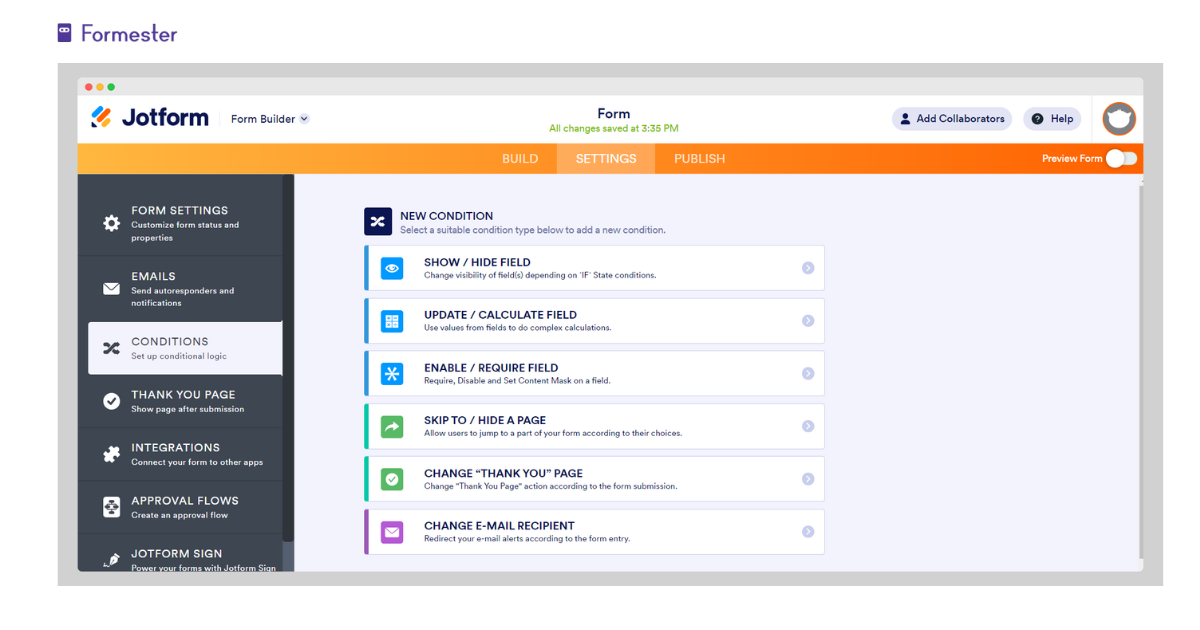 Formester
Jotform
Form Builder
Form
All changes saved at 3:35 PM
Add Collaborators
Help
BUILD
SETTINGS
PUBLISH
Preview Form
FORM SETTINGS
Customize form status and
properties
EMAILS
Send autoresponders and
notifications
CONDITIONS
Set up conditional logic
THANK YOU PAGE
Show page after submission
INTEGRATIONS
Connect your form to other apps
APPROVAL FLOWS
Create an approval flow
JOTFORM SIGN
Power your forms with Jotform Sign
NEW CONDITION
Select a suitable condition type below to add a new condition.
SHOW / HIDE FIELD
Change visibility of field(s) depending on 'IF' State conditions.
UPDATE / CALCULATE FIELD
Use values from fields to do complex calculations.
ENABLE / REQUIRE FIELD
Require, Disable and Set Content Mask on a field.
SKIP TO / HIDE A PAGE
Allow users to jump to a part of your form according to their choices.
CHANGE “THANK YOU” PAGE
Change "Thank You Page" action according to the form submission.
CHANGE E-MAIL RECIPIENT
Redirect your e-mail alerts according to the form entry.